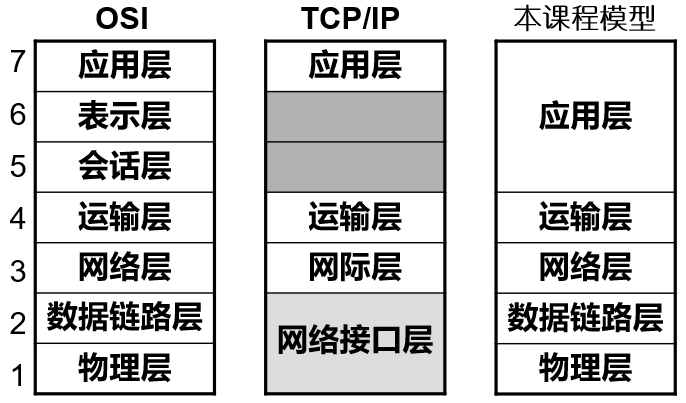 OSI TCP/IP 本课程模型
7 应用层 应用层
6 表示层 应用层
5 会话层
4 运输层 运输层 运输层
3 网络层 网际层 网络层
2 数据链路层 数据链路层
网络接口层
1 物理层 物理层